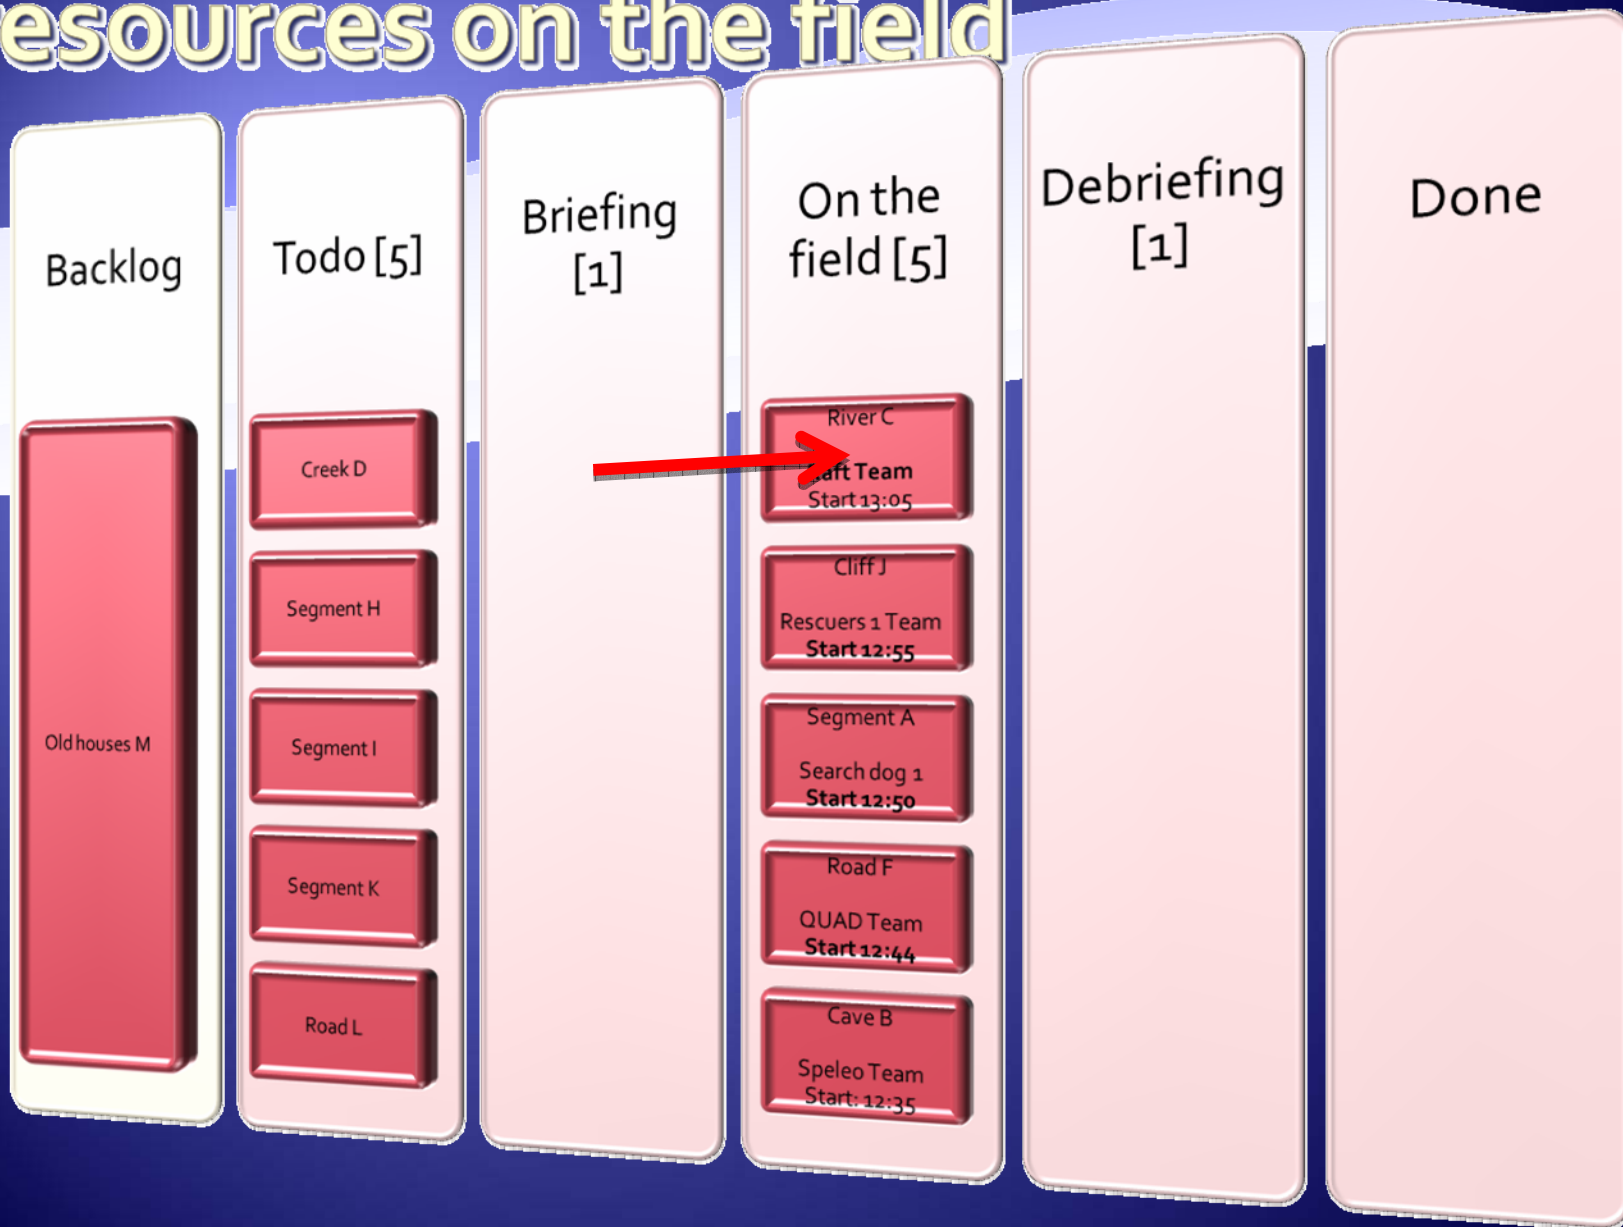 esources on the field
Backlog
Old houses M
Todo [5]
Creek D
Segment H
Segment I
Segment K
Road L
Briefing
[1]
On the
field [5]
River C
Team
Start 13:05
Cliff J
Rescuers 1 Team
Start 12:55
Segment A
Search dog 1
Start 12:50
Road F
QUAD Team
Start 12:44
Cave B
Speleo Team
Start: 12:35
Debriefing
[1]
Done